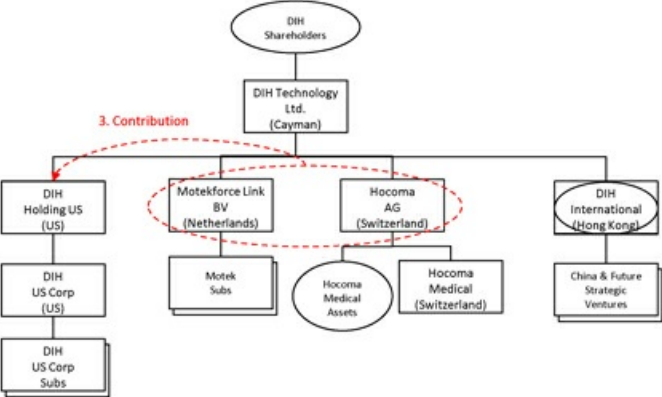 DIH
Shareholders
DIH Technology
Ltd.
(Cayman)
3. Contribution
DIH
Holding US
(US)
Motekforce Link
BV
(Netherlands)
Hocoma
AG
(Switzerland)
DIH
International
(Hong Kong)
DIH
US Corp
(US)
Motek
Subs
Hocoma
Medical
Assets
Hocoma
Medical
(Switzerland)
China & Future
Strategic
Ventures
DIH
US Corp
Subs